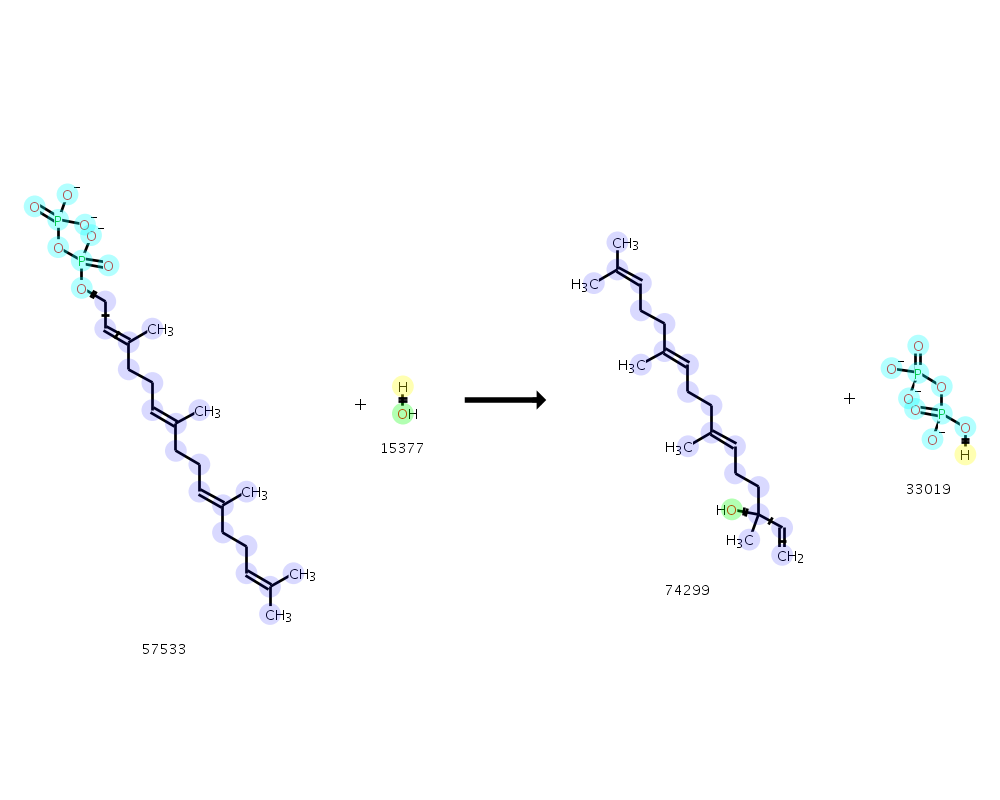 O⁻
O
P
O⁻
O⁻
O
P
O
O
CH3
CH3
CH3
CH3
CH3
57533
+
H
OH
15377
CH3
H3C
H3C
H3C
HO
H3C
CH2
74299
+
O
O⁻
P
O
O⁻
O
P
O⁻
O
H
33019